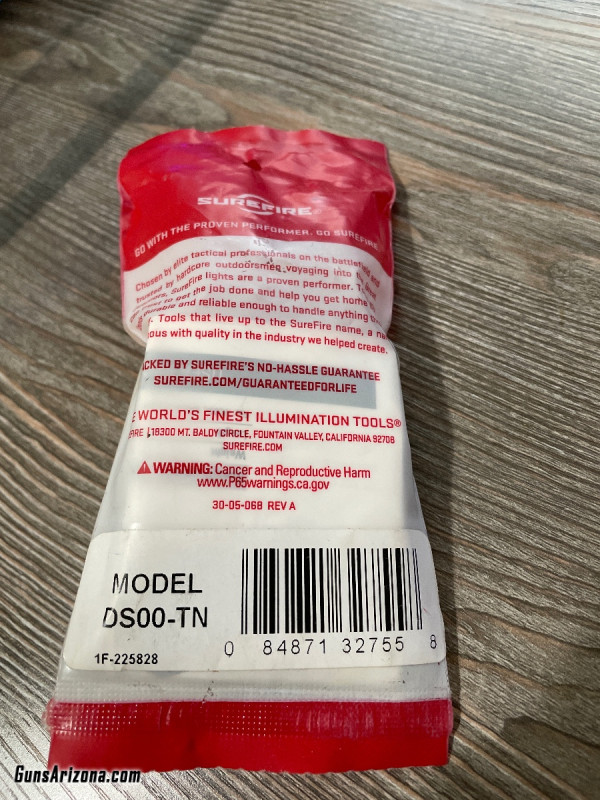 SUREFIRE
GO WITH THE PROVEN PERFORMER. GO SUREFIRE
Chosen by elite tactical professionals on the battlefield and
trusted by hardcore outdoorsmen voyaging into the
SureFire lights are a proven performer.
to get the job done and help you get home
durable and reliable enough to handle anything
Tools that live up to the SureFire name, a
with quality in the industry we helped create.
BY SUREFIRE'S NO-HASSLE GUARANTEE
SUREFIRE.COM/GUARANTEEDFORLIFE
WORLD'S FINEST ILLUMINATION TOOLS®
18300 MT. BALDY CIRCLE, FOUNTAIN VALLEY, CALIFORNIA 92708
SUREFIRE.COM
WARNING: Cancer and Reproductive Harm
www.P65warnings.ca.gov
30-05-068 REV A
MODEL
DS00-TN
1F-225828
0 84871 32755 8
GunsArizona.com